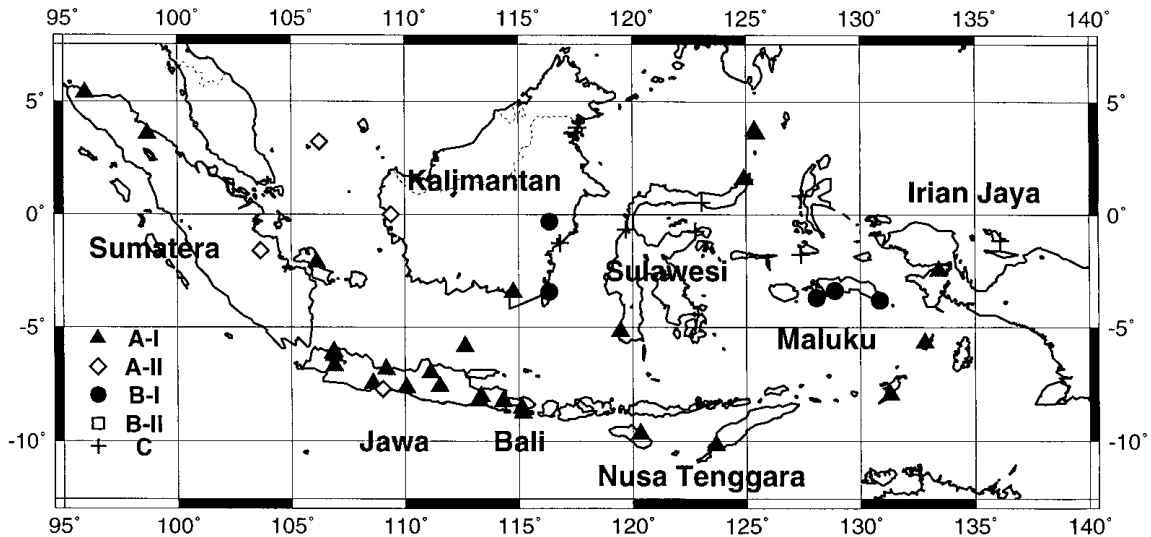 95° 100° 105° 110° 115° 120° 125° 130° 135° 140°
5° 5°
Kalimantan
Irian Jaya
0° 0°
Sumatera
Sulawesi
-5° -5°
Maluku
A-I
A-II
B-I
B-II
C
-10° -10°
Jawa Bali
Nusa Tenggara
95° 100° 105° 110° 115° 120° 125° 130° 135° 140°